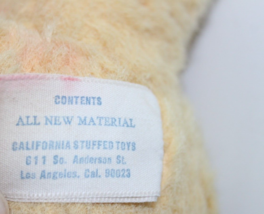 CONTENTS
ALL NEW MATERIAL
CALIFORNIA STUFFED TOYS
611 So. Anderson St.
Los Angeles, Cal. 90023